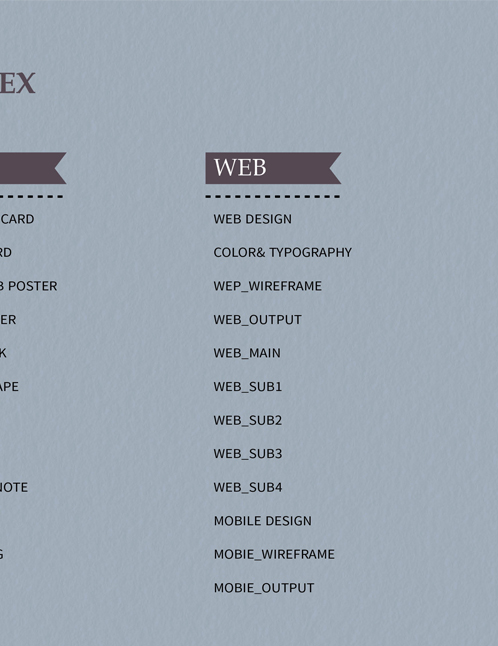 EX
WEB
CARD
RD
B POSTER
ER
K
APE
NOTE
G
WEB DESIGN
COLOR& TYPOGRAPHY
WEP_WIREFRAME
WEB_OUTPUT
WEB_MAIN
WEB_SUB1
WEB_SUB2
WEB_SUB3
WEB_SUB4
MOBILE DESIGN
MOBIE_WIREFRAME
MOBIE_OUTPUT